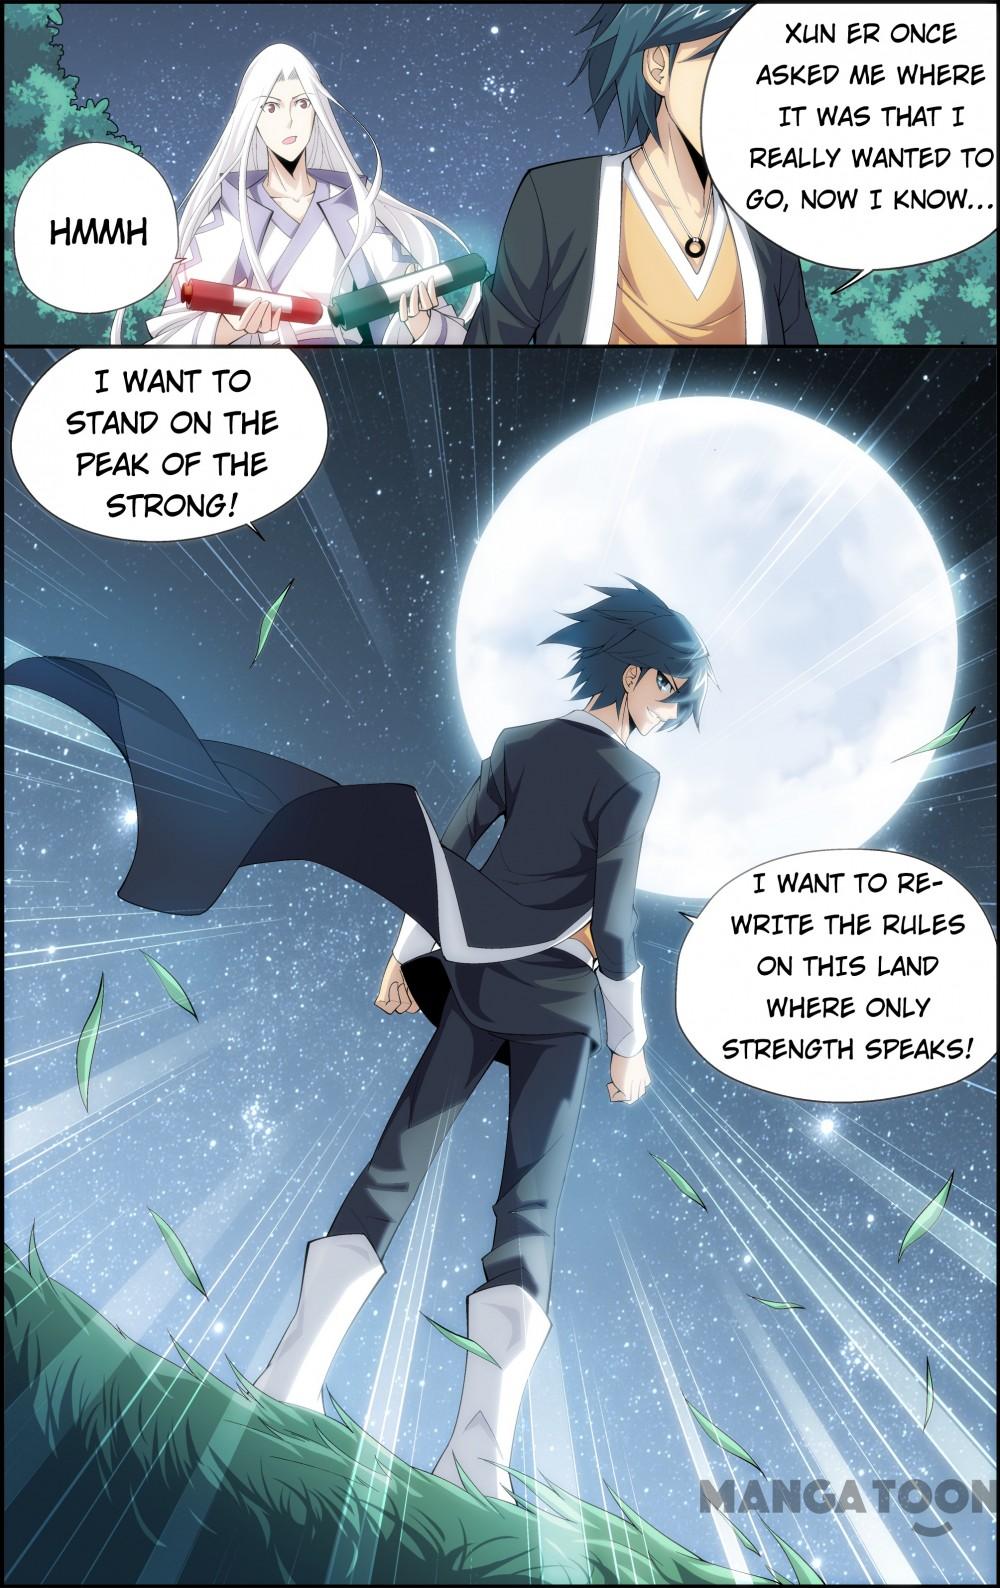 XUN ER ONCE
ASKED ME WHERE
IT WAS THAT I
REALLY WANTED TO
GO, NOW I KNOW...
HMMH
I WANT TO
STAND ON THE
PEAK OF THE
STRONG!
I WANT TO RE-
WRITE THE RULES
ON THIS LAND
WHERE ONLY
STRENGTH SPEAKS!
MANGATOON